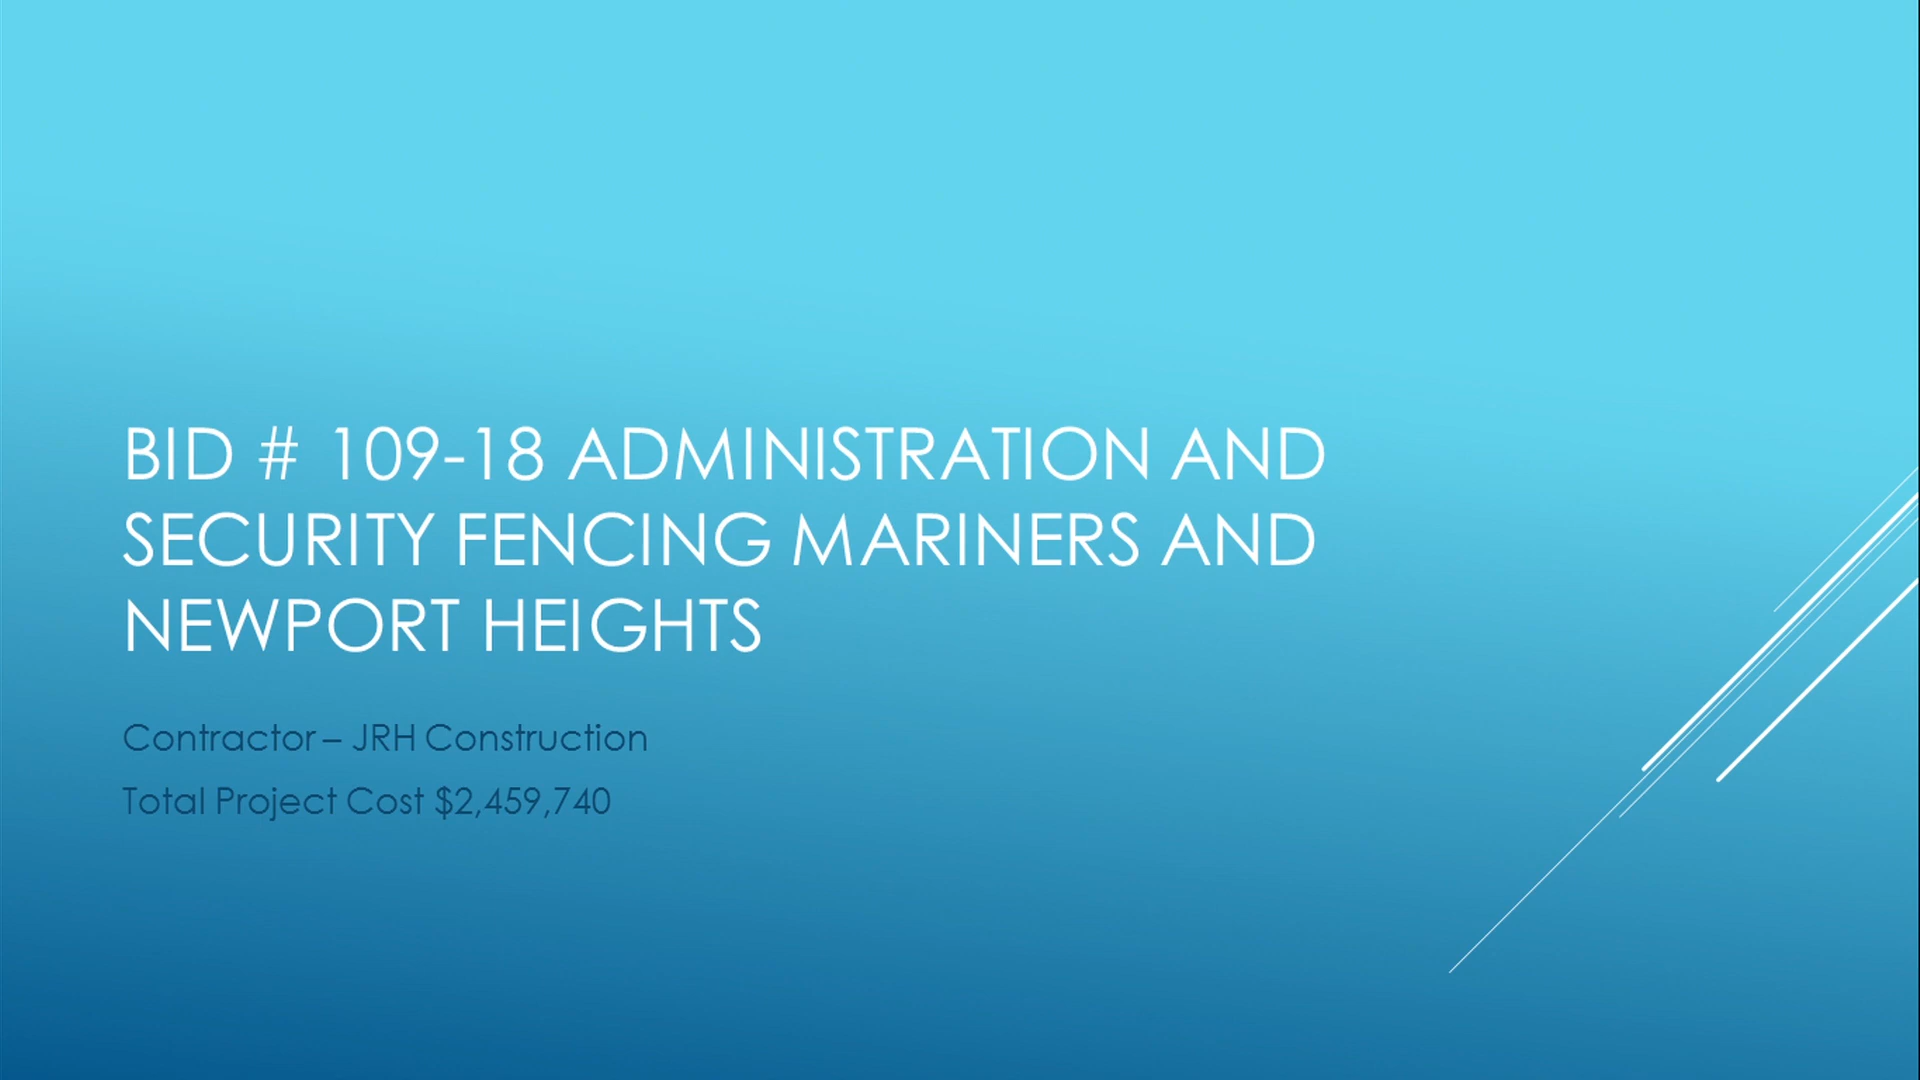 BID # 109-18 ADMINISTRATION AND
SECURITY FENCING MARINERS AND
NEWPORT HEIGHTS
Contractor – JRH Construction
Total Project Cost $2,459,740